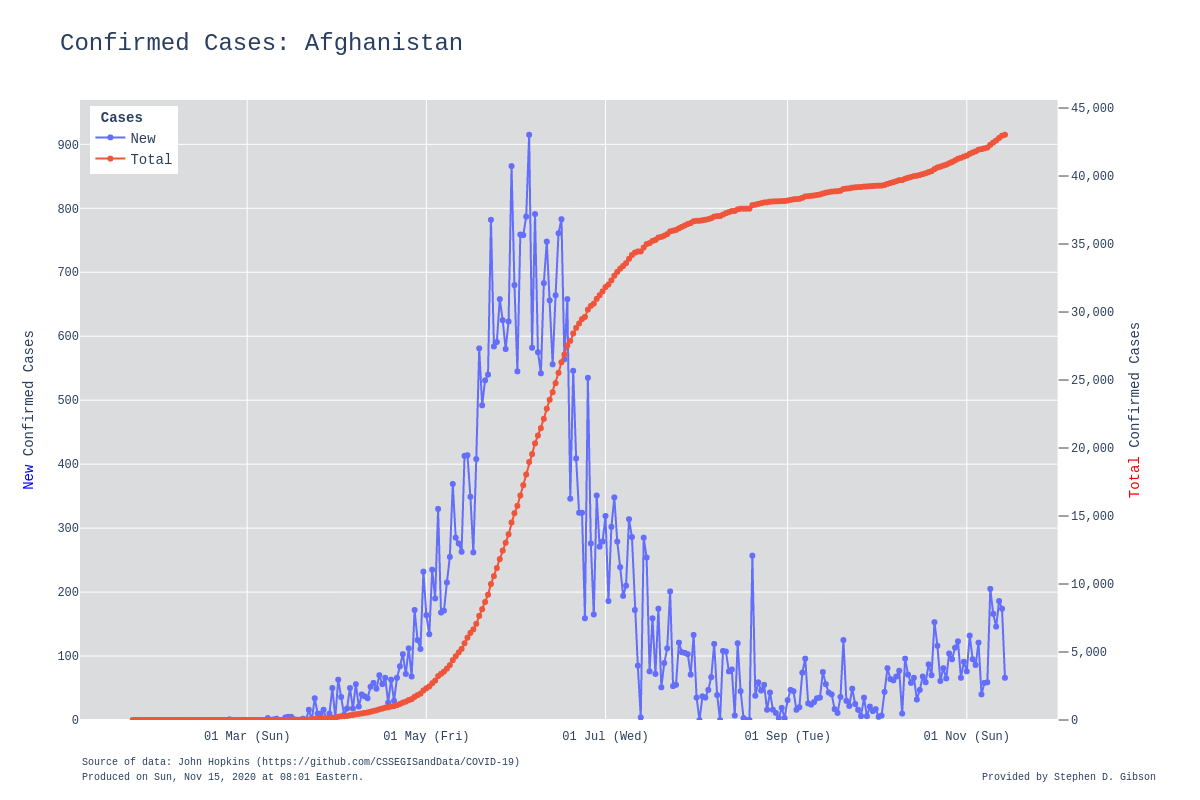 Confirmed Cases: Afghanistan
Cases
New
Total
900
800
700
600
500
400
300
200
100
0
New Confirmed Cases
45,000
40,000
35,000
30,000
25,000
20,000
15,000
10,000
5,000
0
Total Confirmed Cases
01 Mar (Sun)
01 May (Fri)
01 Jul (Wed)
01 Sep (Tue)
01 Nov (Sun)
Source of data: John Hopkins (https://github.com/CSSEGISandData/COVID-19)
Produced on Sun, Nov 15, 2020 at 08:01 Eastern.
Provided by Stephen D. Gibson